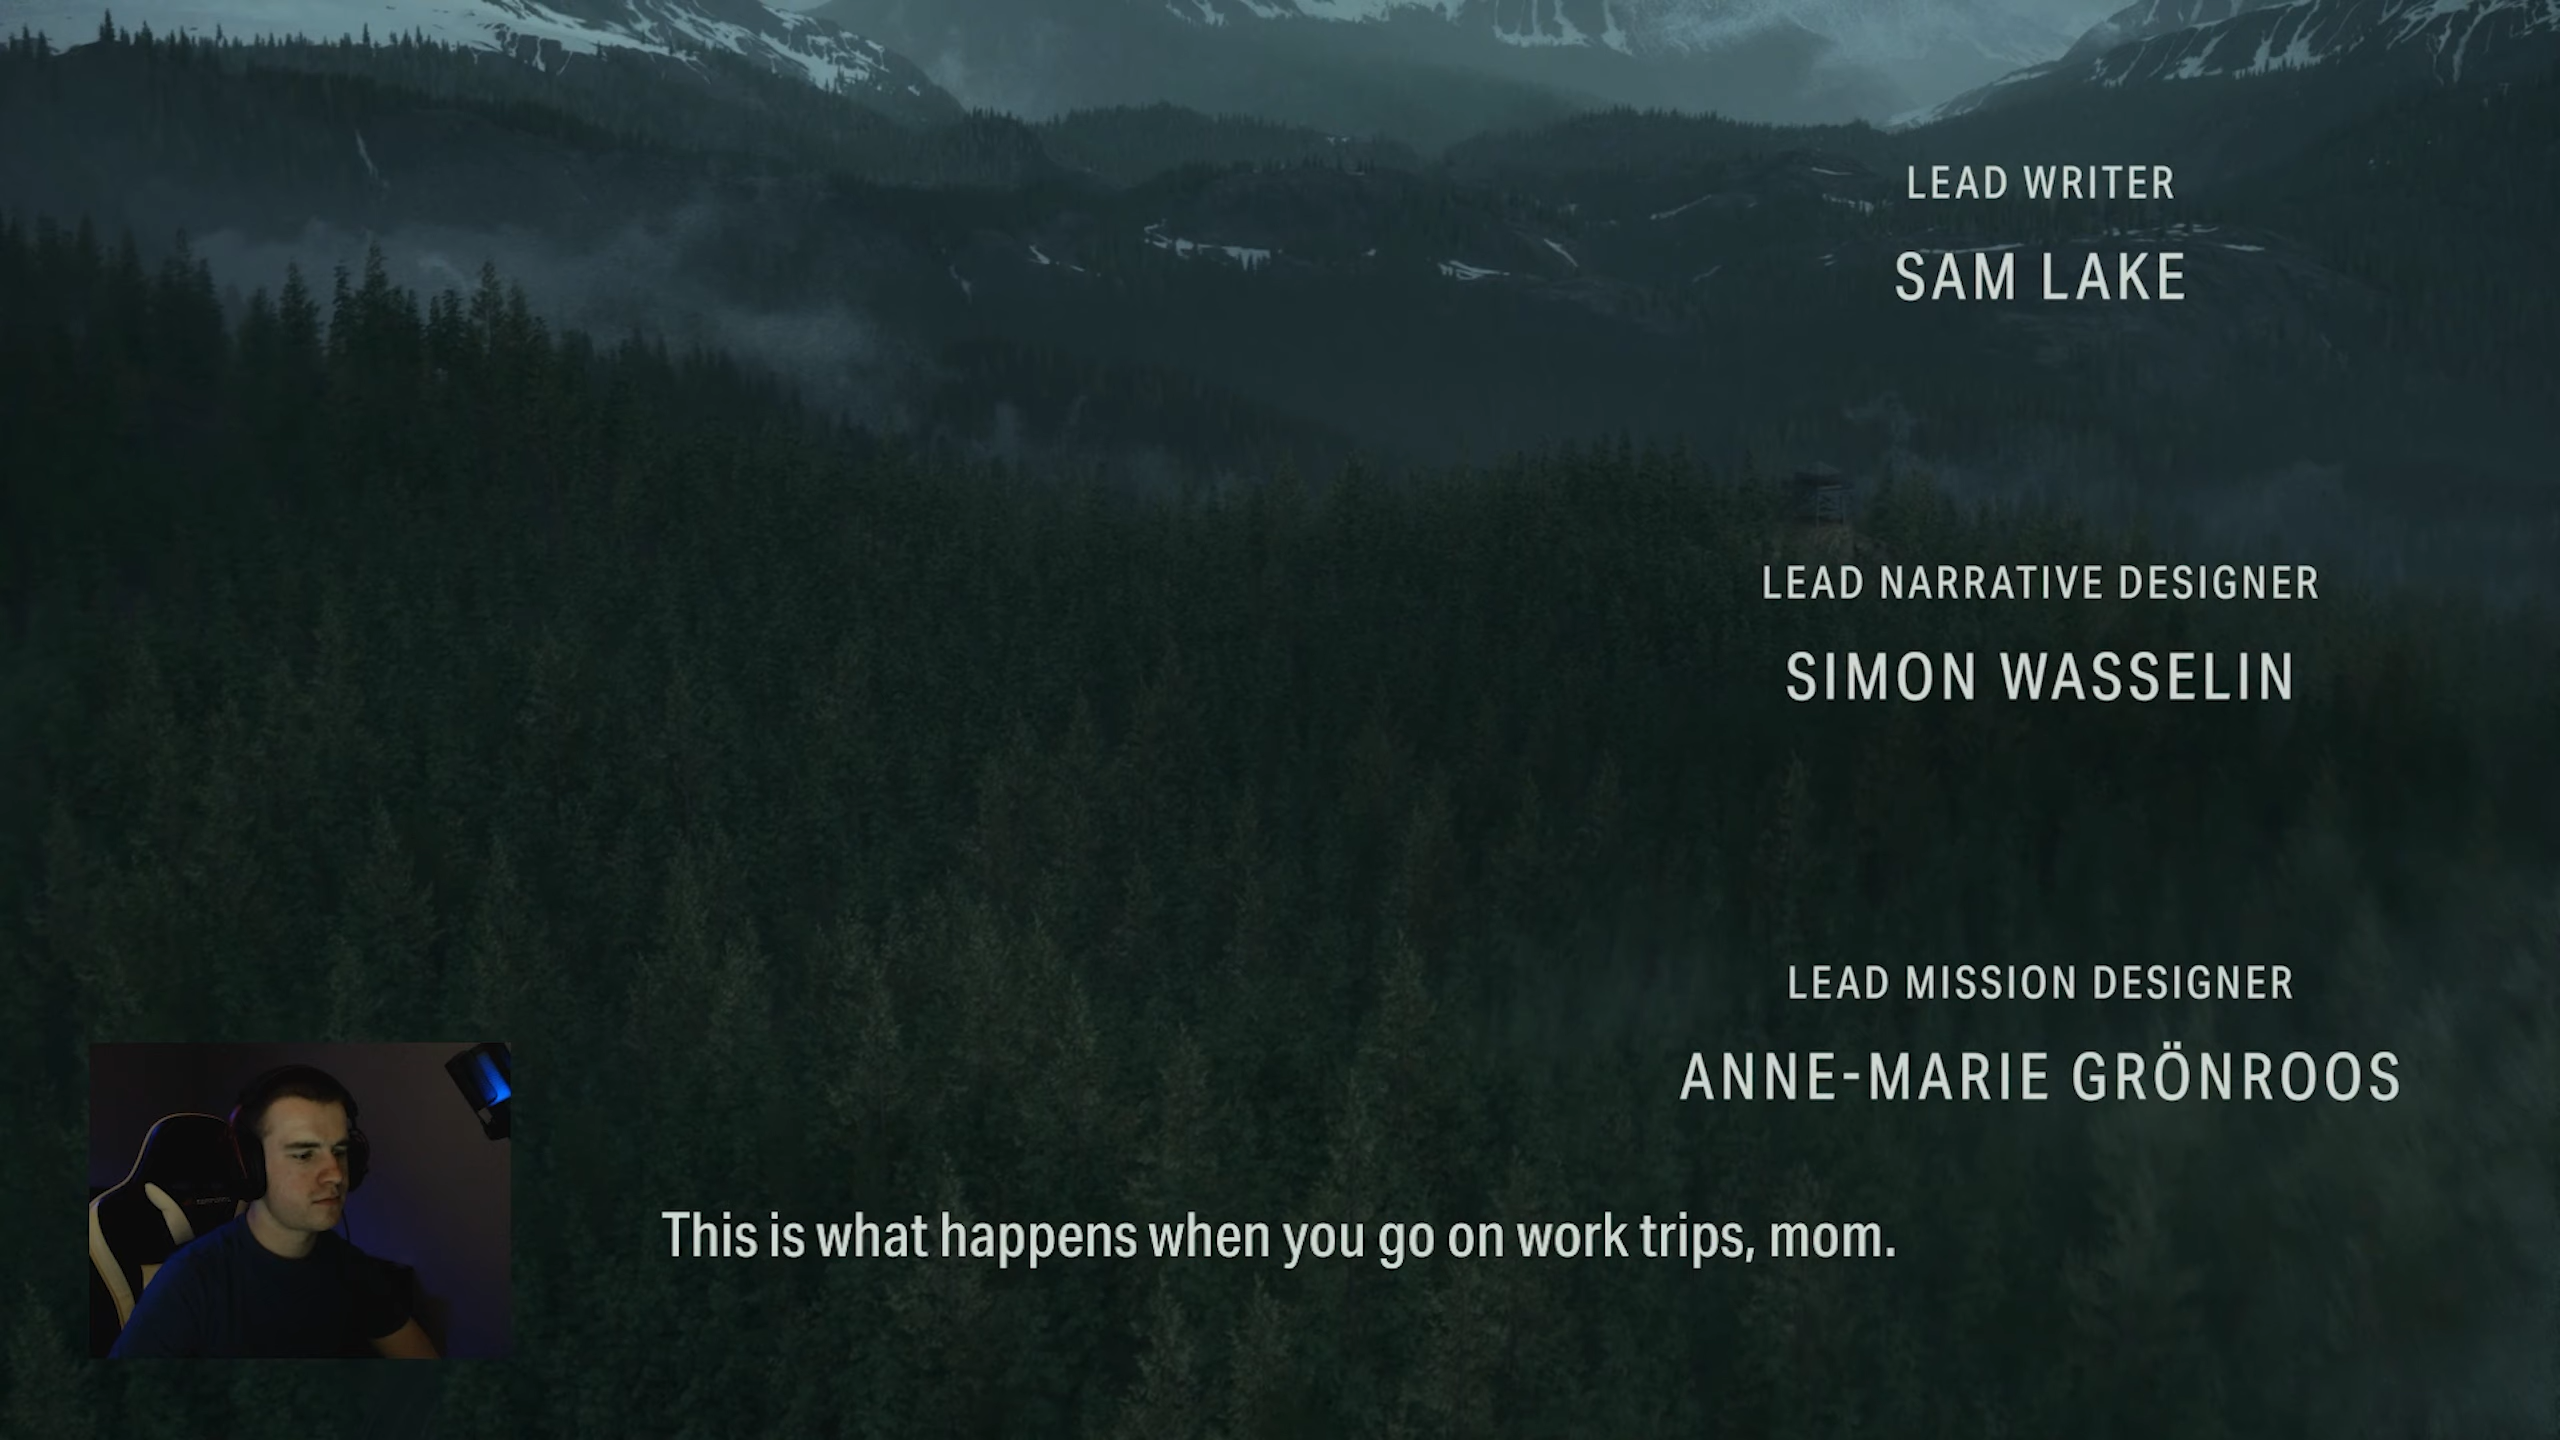 LEAD WRITER
SAM LAKE
LEAD NARRATIVE DESIGNER
SIMON WASSELIN
LEAD MISSION DESIGNER
ANNE-MARIE GRÖNROOS
This is what happens when you go on work trips, mom.